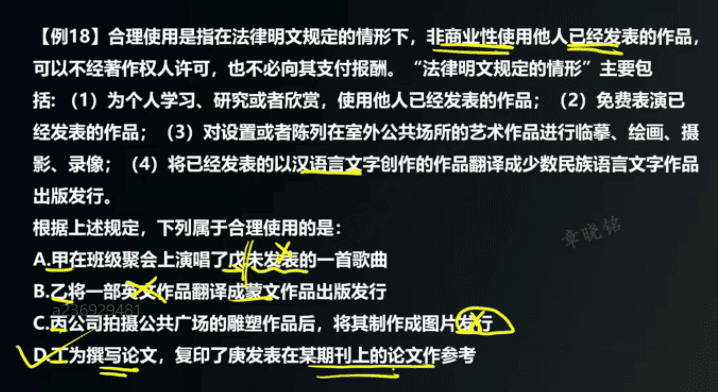 【例18】合理使用是指在法律明文规定的情形下，非商业性使用他人已经发表的作品，
可以不经著作权人许可，也不必向其支付报酬。“法律明文规定的情形”主要包
括：（1）为个人学习、研究或者欣赏，使用他人已经发表的作品；（2）免费表演已
经发表的作品；（3）对设置或者陈列在室外公共场所的艺术作品进行临摹、绘画、摄
影、录像；（4）将已经发表的以汉语言文字创作的作品翻译成少数民族语言文字作品
出版发行。
根据上述规定，下列属于合理使用的是：
章晓铭
A.甲在班级聚会上演唱了戊未发表的一首歌曲
B.乙将一部英文作品翻译成蒙文作品出版发行
a236929481
C.丙公司拍摄公共广场的雕塑作品后，将其制作成图片发行
D.丁为撰写论文，复印了庚发表在某期刊上的论文作参考